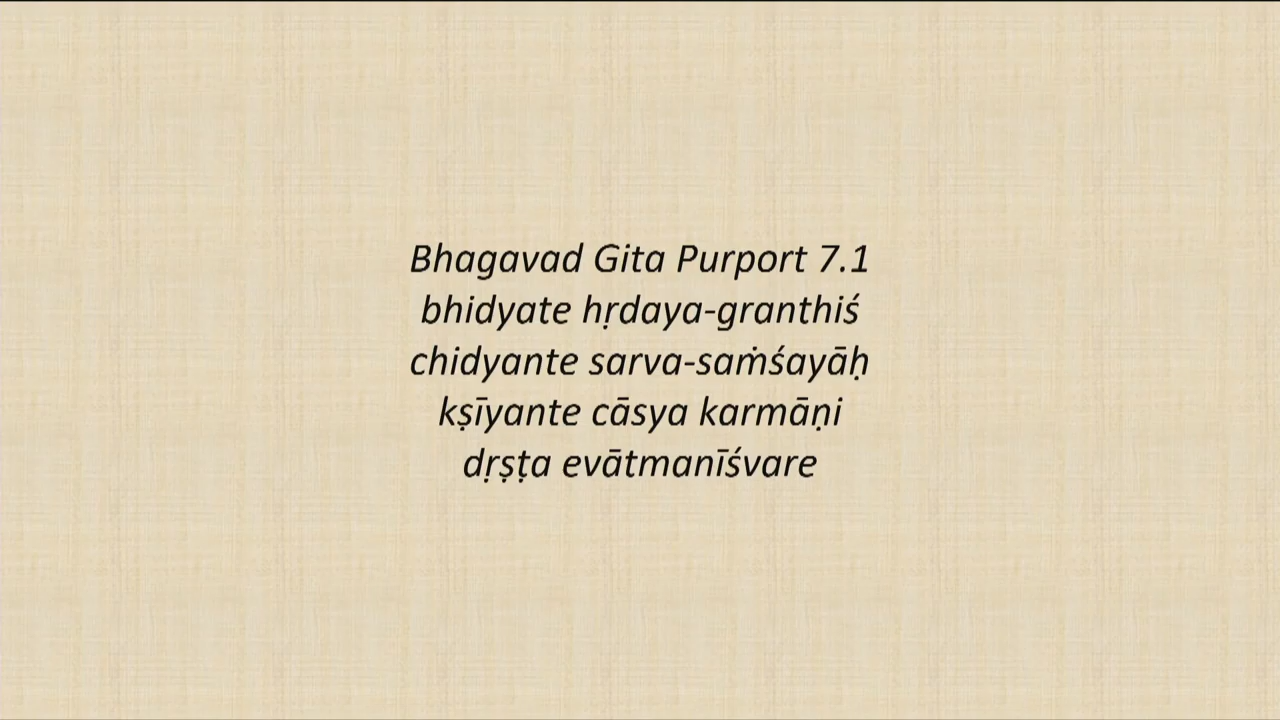 Bhagavad Gita Purport 7.1
bhidyate hṛdaya-granthiś
chidyante sarva-saṁśayāḥ
kṣīyante cāsya karmāṇi
dṛṣṭa evātmanīśvare